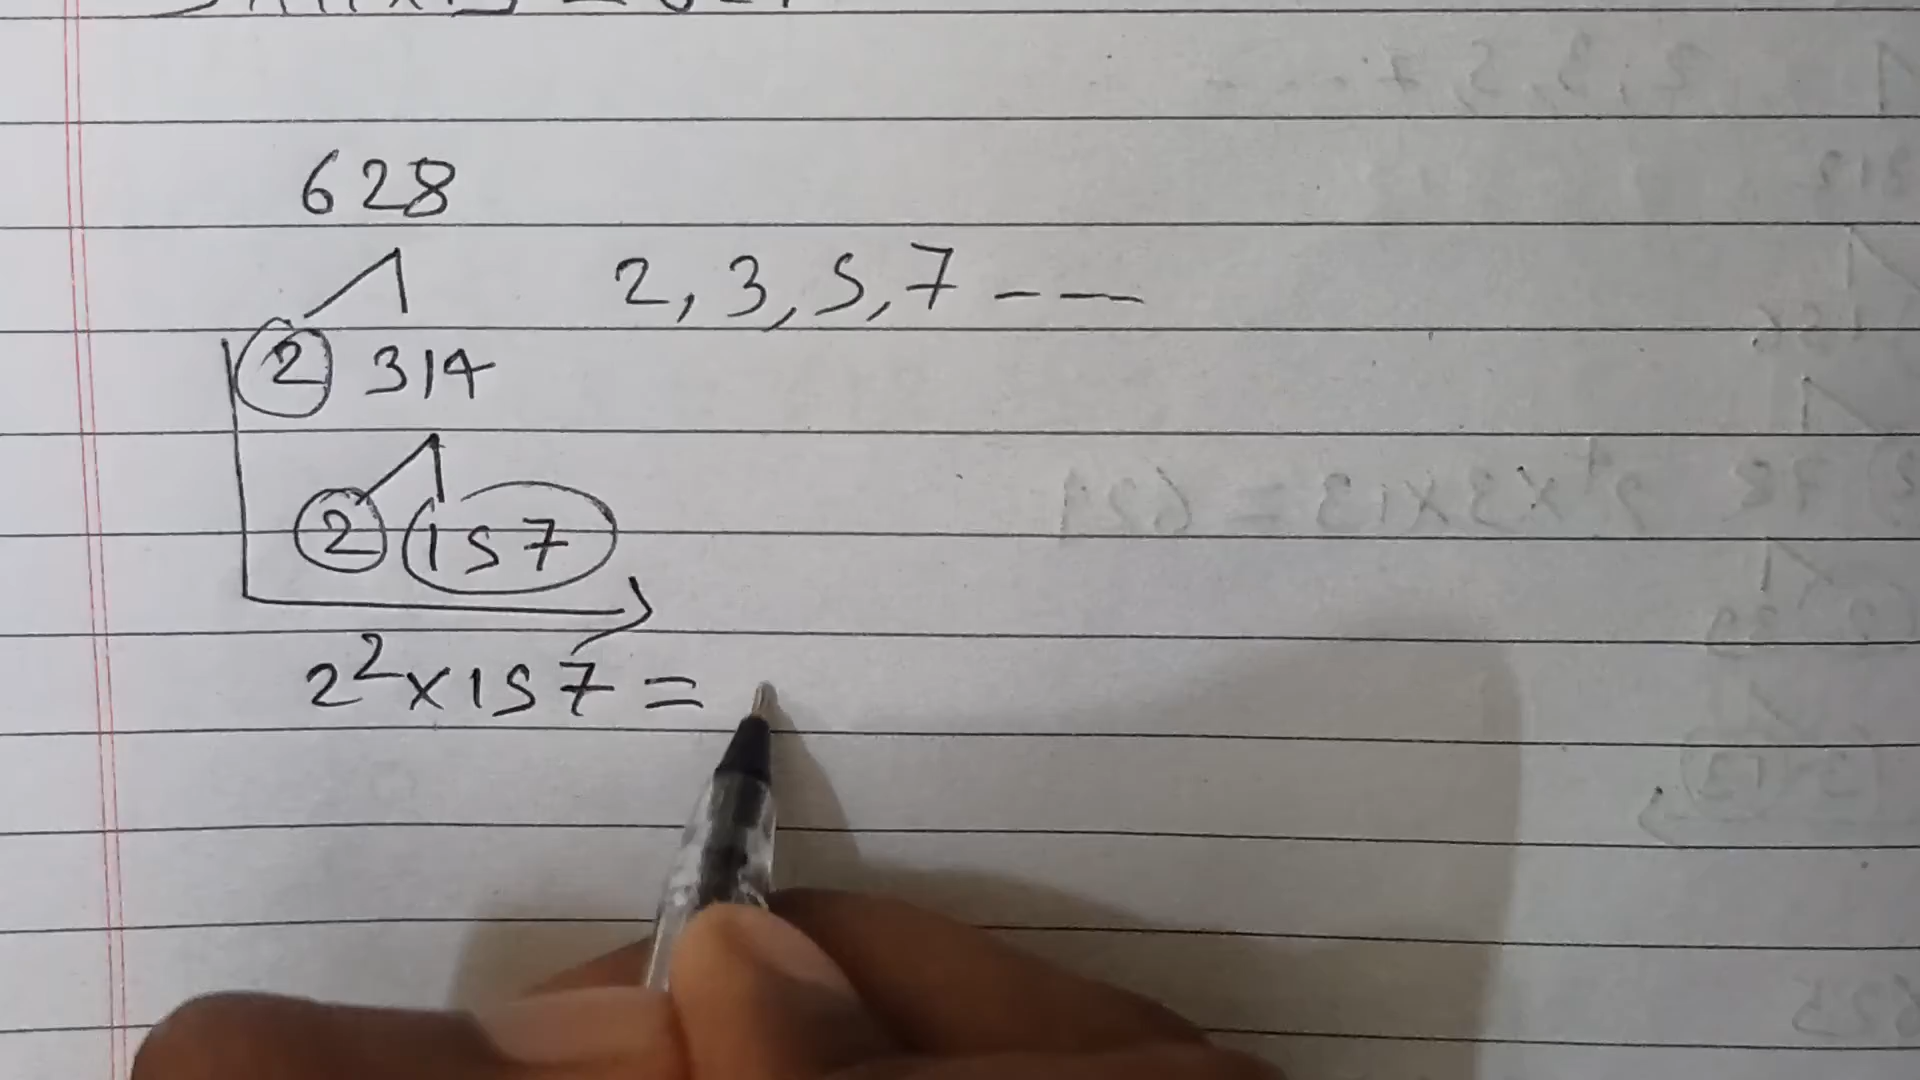 628
2, 3, 5, 7 - -
2 314
2 157
2² × 157 =